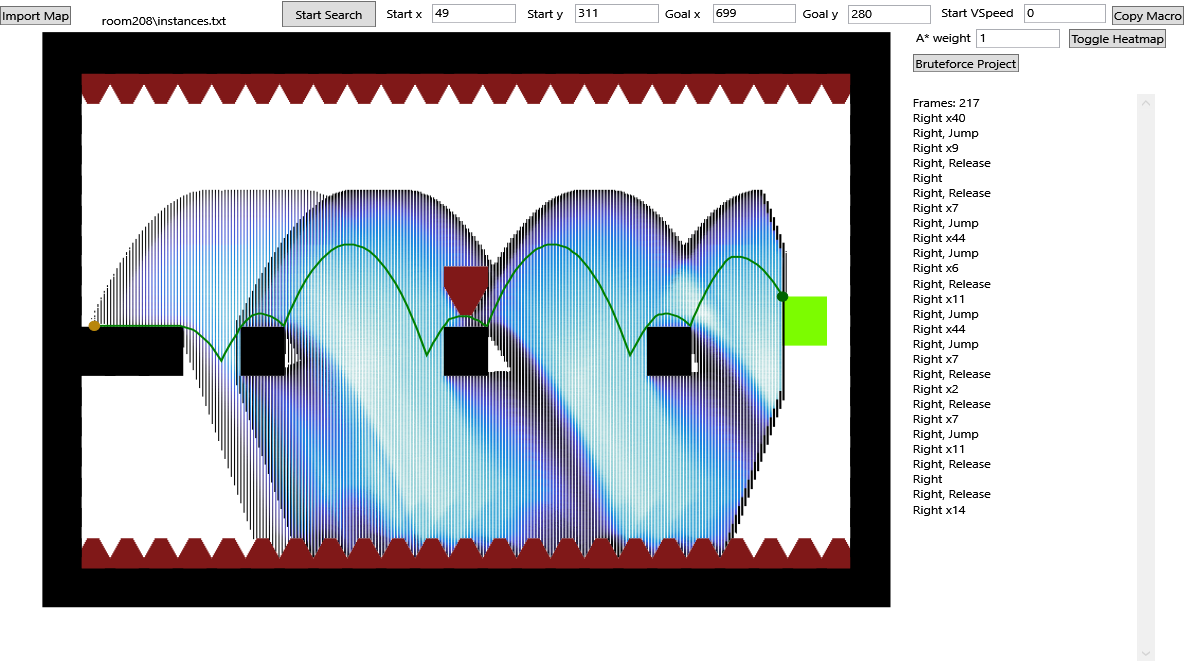 Import Map
room208\instances.txt
Start Search
Start x 49
Start y 311
Goal x 699
Goal y 280
Start VSpeed 0
Copy Macro
A* weight 1
Toggle Heatmap
Bruteforce Project
Frames: 217
Right x40
Right, Jump
Right x9
Right, Release
Right
Right, Release
Right x7
Right, Jump
Right x44
Right, Jump
Right x6
Right, Release
Right x11
Right, Jump
Right x44
Right, Jump
Right x7
Right, Release
Right x2
Right, Release
Right x7
Right, Jump
Right x11
Right, Release
Right
Right, Release
Right x14